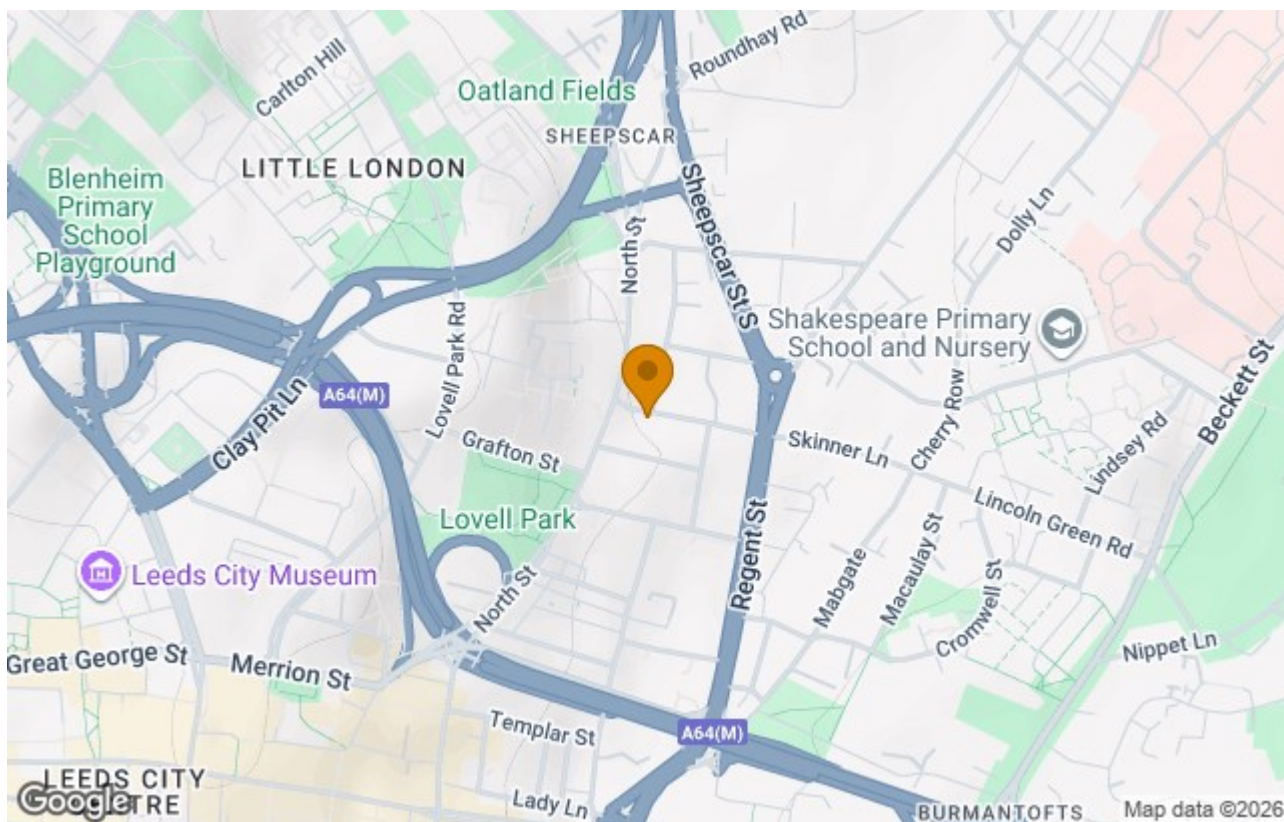 Roundhay Rd
Carlton Hill
Oatland Fields
SHEEPSCAR
LITTLE LONDON
Blenheim
Primary
School
Playground
Sheepscar St S
Dolly Ln
North St
Shakespeare Primary
School and Nursery
Lovell Park Rd
A64(M)
Clay Pit Ln
Beckett St
Cherry Row
Lindsey Rd
Grafton St
Skinner Ln
Lincoln Green Rd
Lovell Park
Regent St
Macaulay St
Mabgate
Cromwell St
Leeds City Museum
North St
Nippet Ln
Great George St
Merrion St
Templar St
A64(M)
LEEDS CITY
CENTRE
Google
Lady Ln
BURMANTOFTS
Map data ©2026